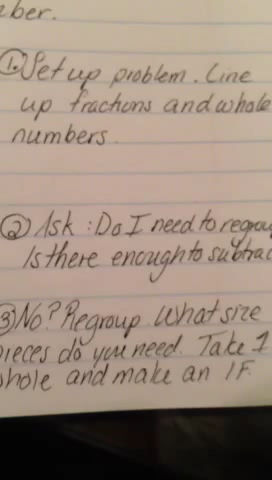 ber.
① Set up problem. Line
up fractions and whole
numbers.
② Ask: Do I need to regrou
Is there enough to subtrac
③ No? Regroup. What size
pieces do you need. Take 1
whole and make an IF.